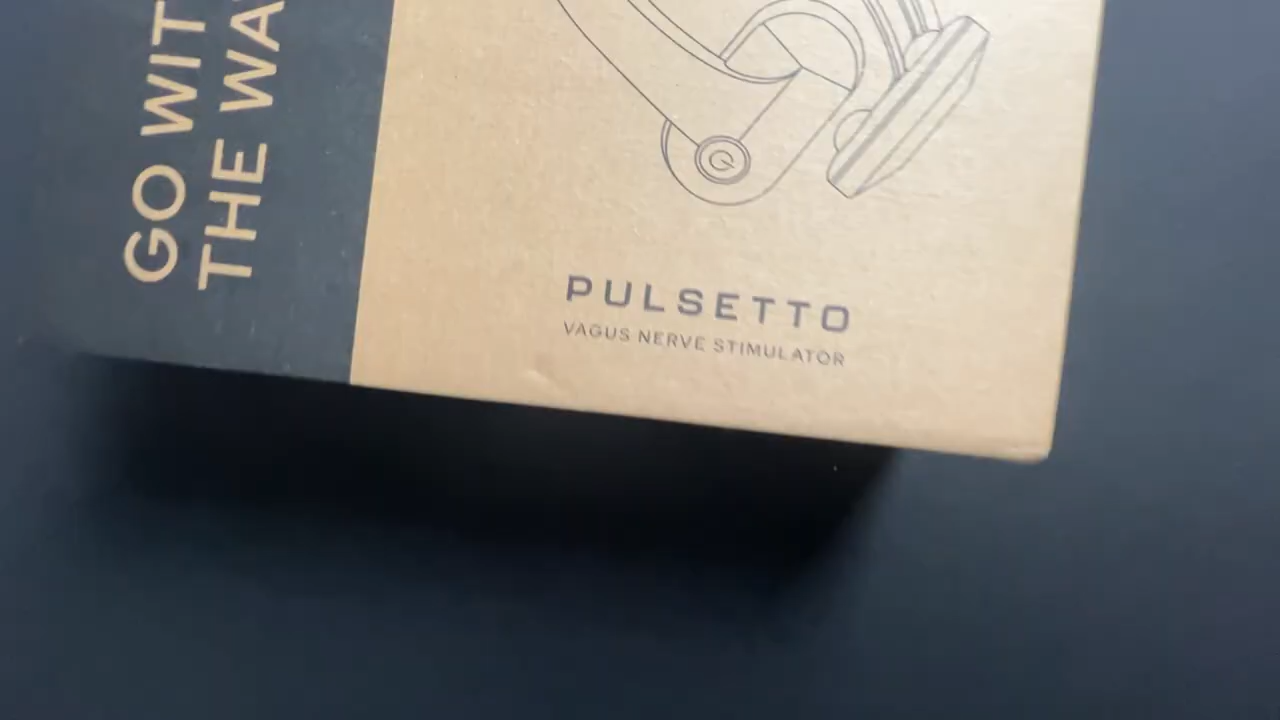 GO WIT
THE WA
PULSETTO
VAGUS NERVE STIMULATOR